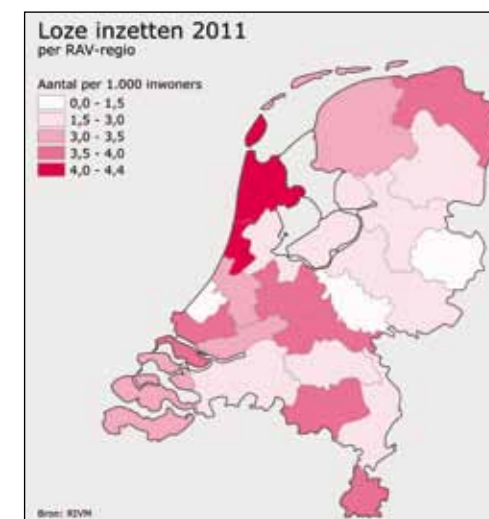 Loze inzetten 2011
per RAV-regio
Aantal per 1.000 inwoners
0,0 - 1,5
1,5 - 3,0
3,0 - 3,5
3,5 - 4,0
4,0 - 4,4
Bron: RIVM